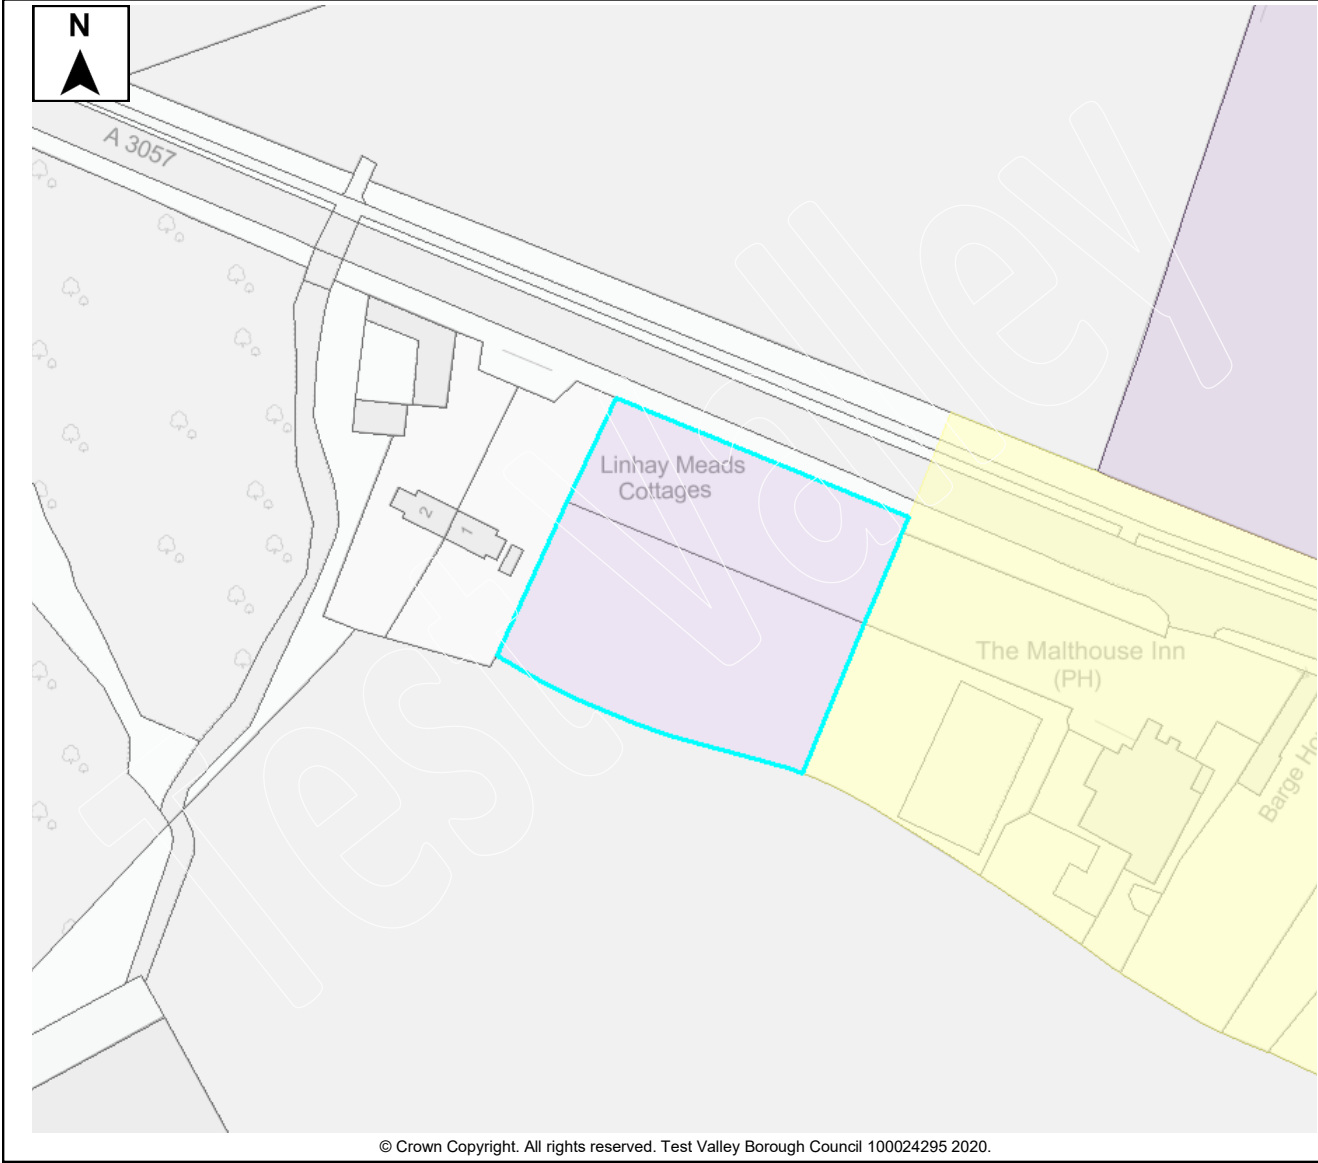 N
A 3057
Linhay Meads
Cottages
2
1
The Malthouse Inn
(PH)
Barge
Test Valley
© Crown Copyright. All rights reserved. Test Valley Borough Council 100024295 2020.